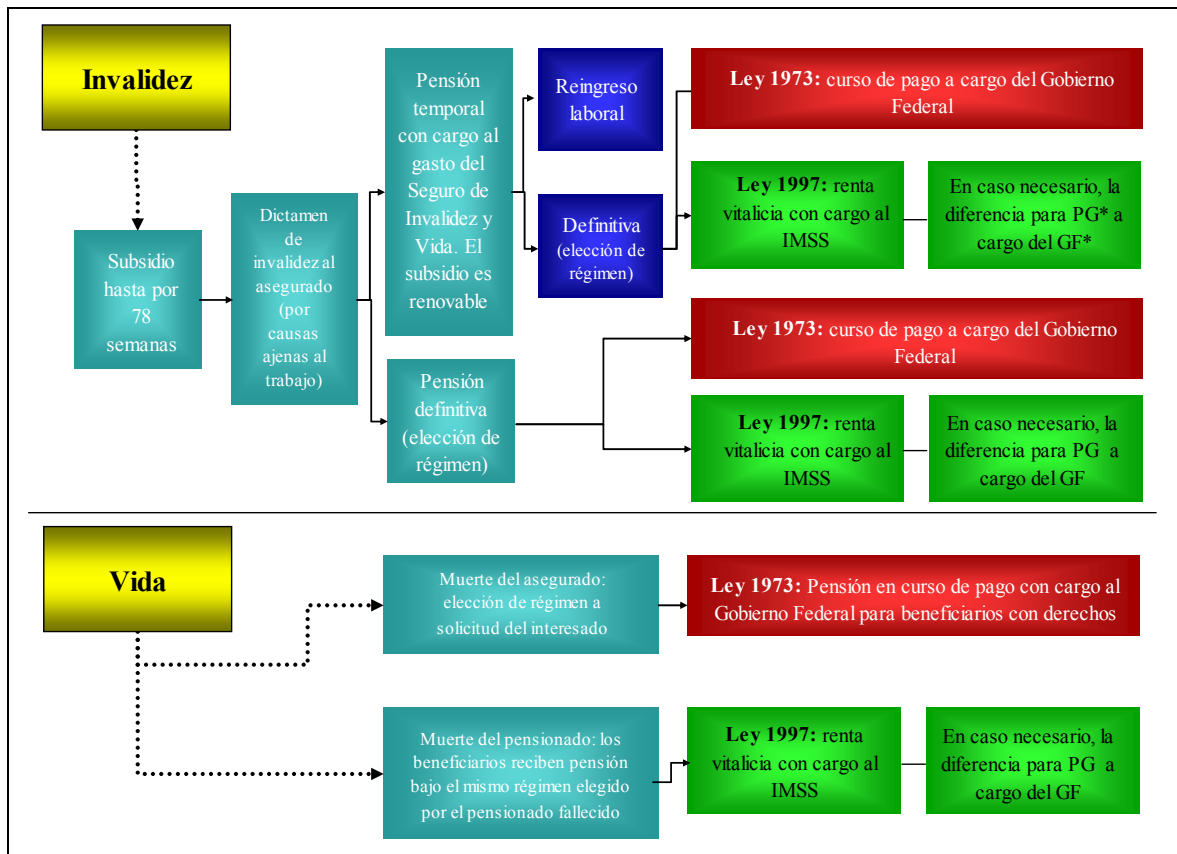 Invalidez
Subsidio
hasta por
78
semanas
Dictamen
de
invalidez al
asegurado
(por
causas
ajenas al
trabajo)
Pensión
temporal
con cargo al
gasto del
Seguro de
Invalidez y
Vida. El
subsidio es
renovable
Reingreso
laboral
Definitiva
(elección de
régimen)
Ley 1973: curso de pago a cargo del Gobierno
Federal
Ley 1997: renta
vitalicia con cargo al
IMSS
En caso necesario, la
diferencia para PG* a
cargo del GF*
Pensión
definitiva
(elección de
régimen)
Ley 1973: curso de pago a cargo del Gobierno
Federal
Ley 1997: renta
vitalicia con cargo al
IMSS
En caso necesario, la
diferencia para PG a
cargo del GF
Vida
Muerte del asegurado:
elección de régimen a
solicitud del interesado
Ley 1973: Pensión en curso de pago con cargo al
Gobierno Federal para beneficiarios con derechos
Muerte del pensionado: los
beneficiarios reciben pensión
bajo el mismo régimen elegido
por el pensionado fallecido
Ley 1997: renta
vitalicia con cargo al
IMSS
En caso necesario, la
diferencia para PG a
cargo del GF